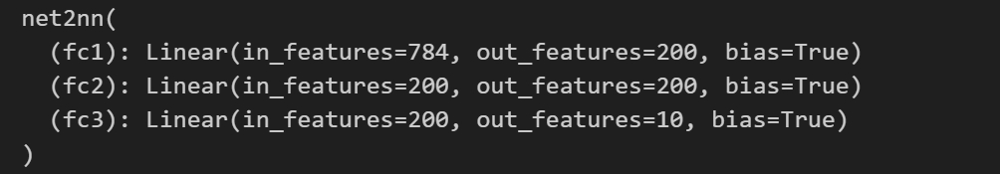 net2nn(
  (fc1): Linear(in_features=784, out_features=200, bias=True)
  (fc2): Linear(in_features=200, out_features=200, bias=True)
  (fc3): Linear(in_features=200, out_features=10, bias=True)
)